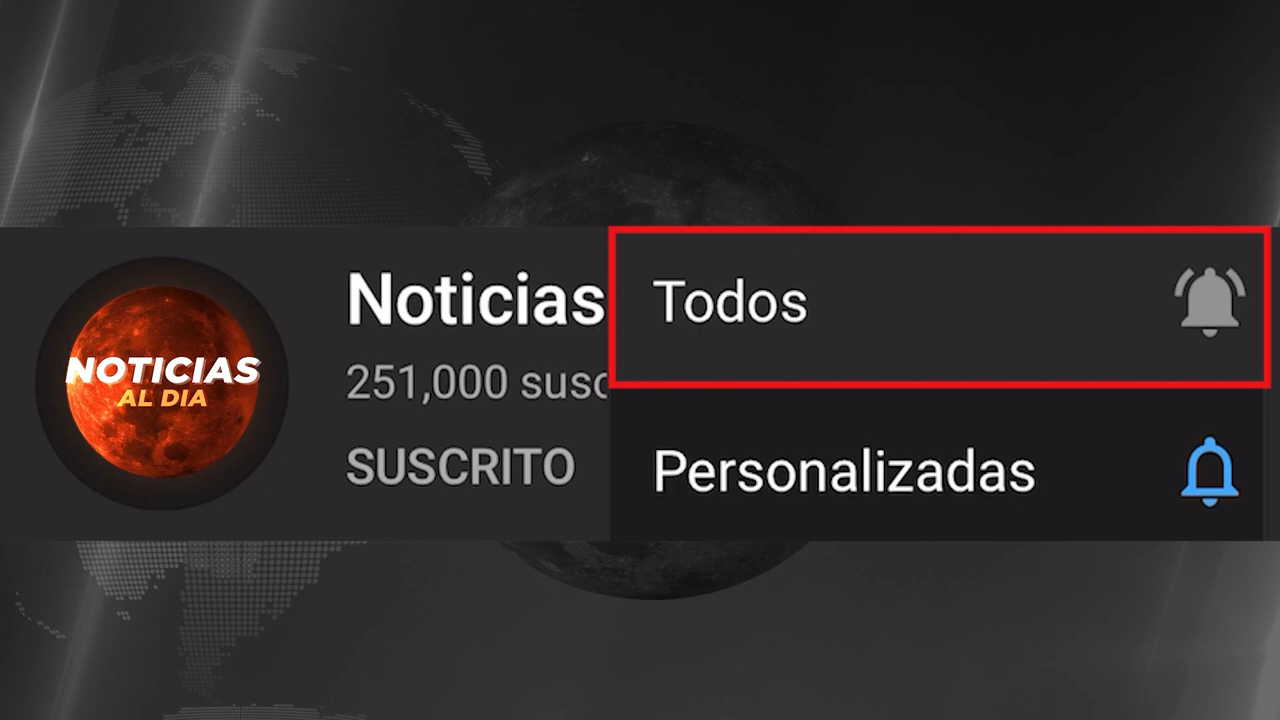 NOTICIAS
AL DIA
Noticias
251,000 susc
SUSCRITO
Todos
Personalizadas